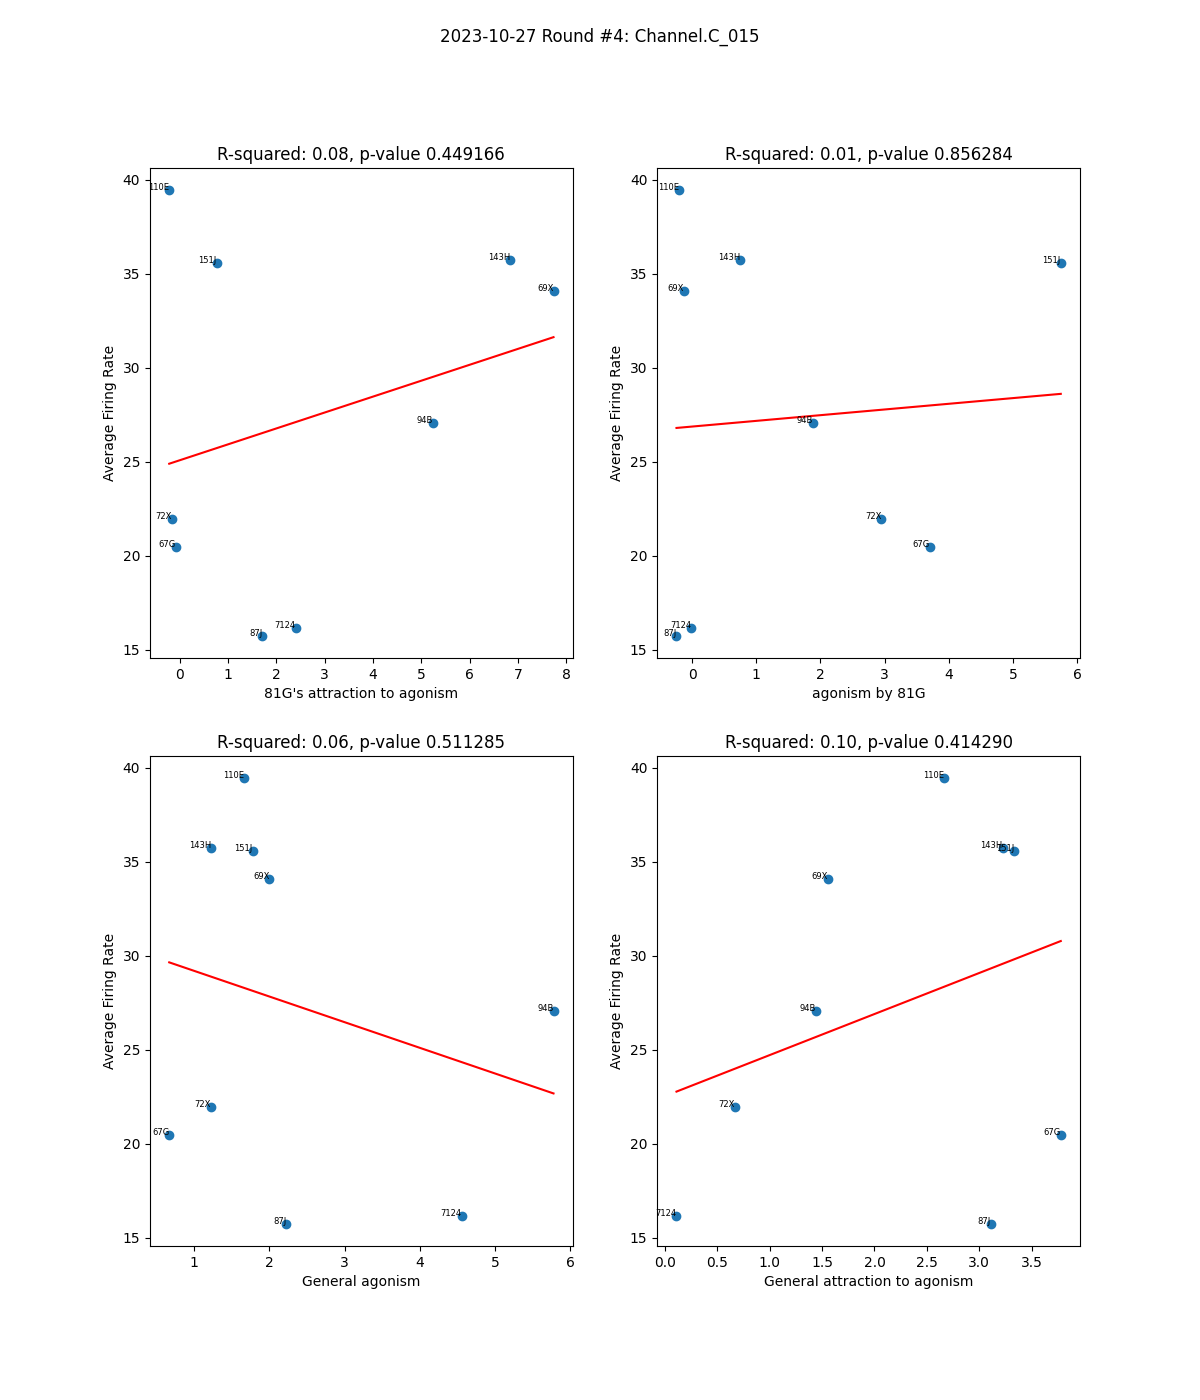 2023-10-27 Round #4: Channel.C_015
R-squared: 0.08, p-value 0.449166
40
35
30
25
20
15
Average Firing Rate
110E
151J
143H
69X
94B
72X
67G
87J
7124
0 1 2 3 4 5 6 7 8
81G's attraction to agonism
R-squared: 0.01, p-value 0.856284
40
35
30
25
20
15
Average Firing Rate
110E
143H
151J
69X
94B
72X
67G
7124
87J
0 1 2 3 4 5 6
agonism by 81G
R-squared: 0.06, p-value 0.511285
40
35
30
25
20
15
Average Firing Rate
110E
143H
151J
69X
94B
72X
67G
7124
87J
1 2 3 4 5 6
General agonism
R-squared: 0.10, p-value 0.414290
40
35
30
25
20
15
Average Firing Rate
110E
143H
151J
69X
94B
72X
67G
7124
87J
0.0 0.5 1.0 1.5 2.0 2.5 3.0 3.5
General attraction to agonism